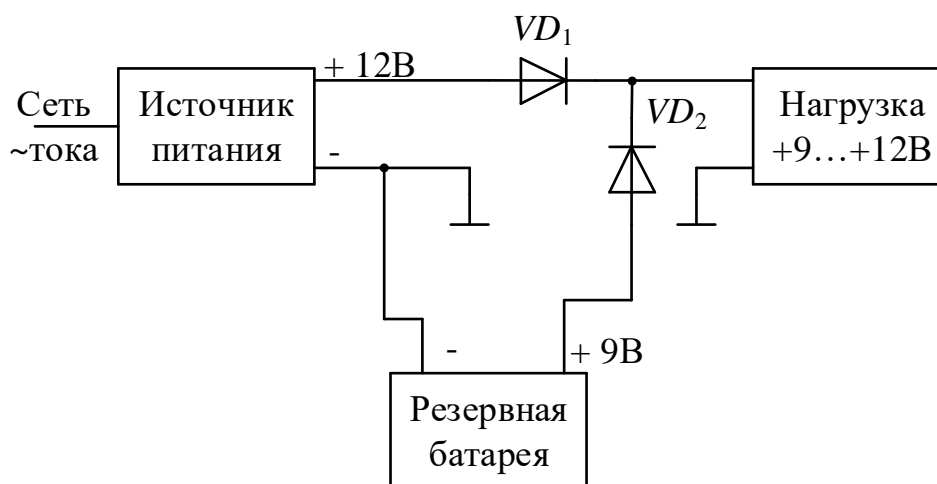 VD₁
+ 12В
Сеть
~тока
Источник
питания
-
VD₂
Нагрузка
+9...+12В
-
+ 9В
Резервная
батарея